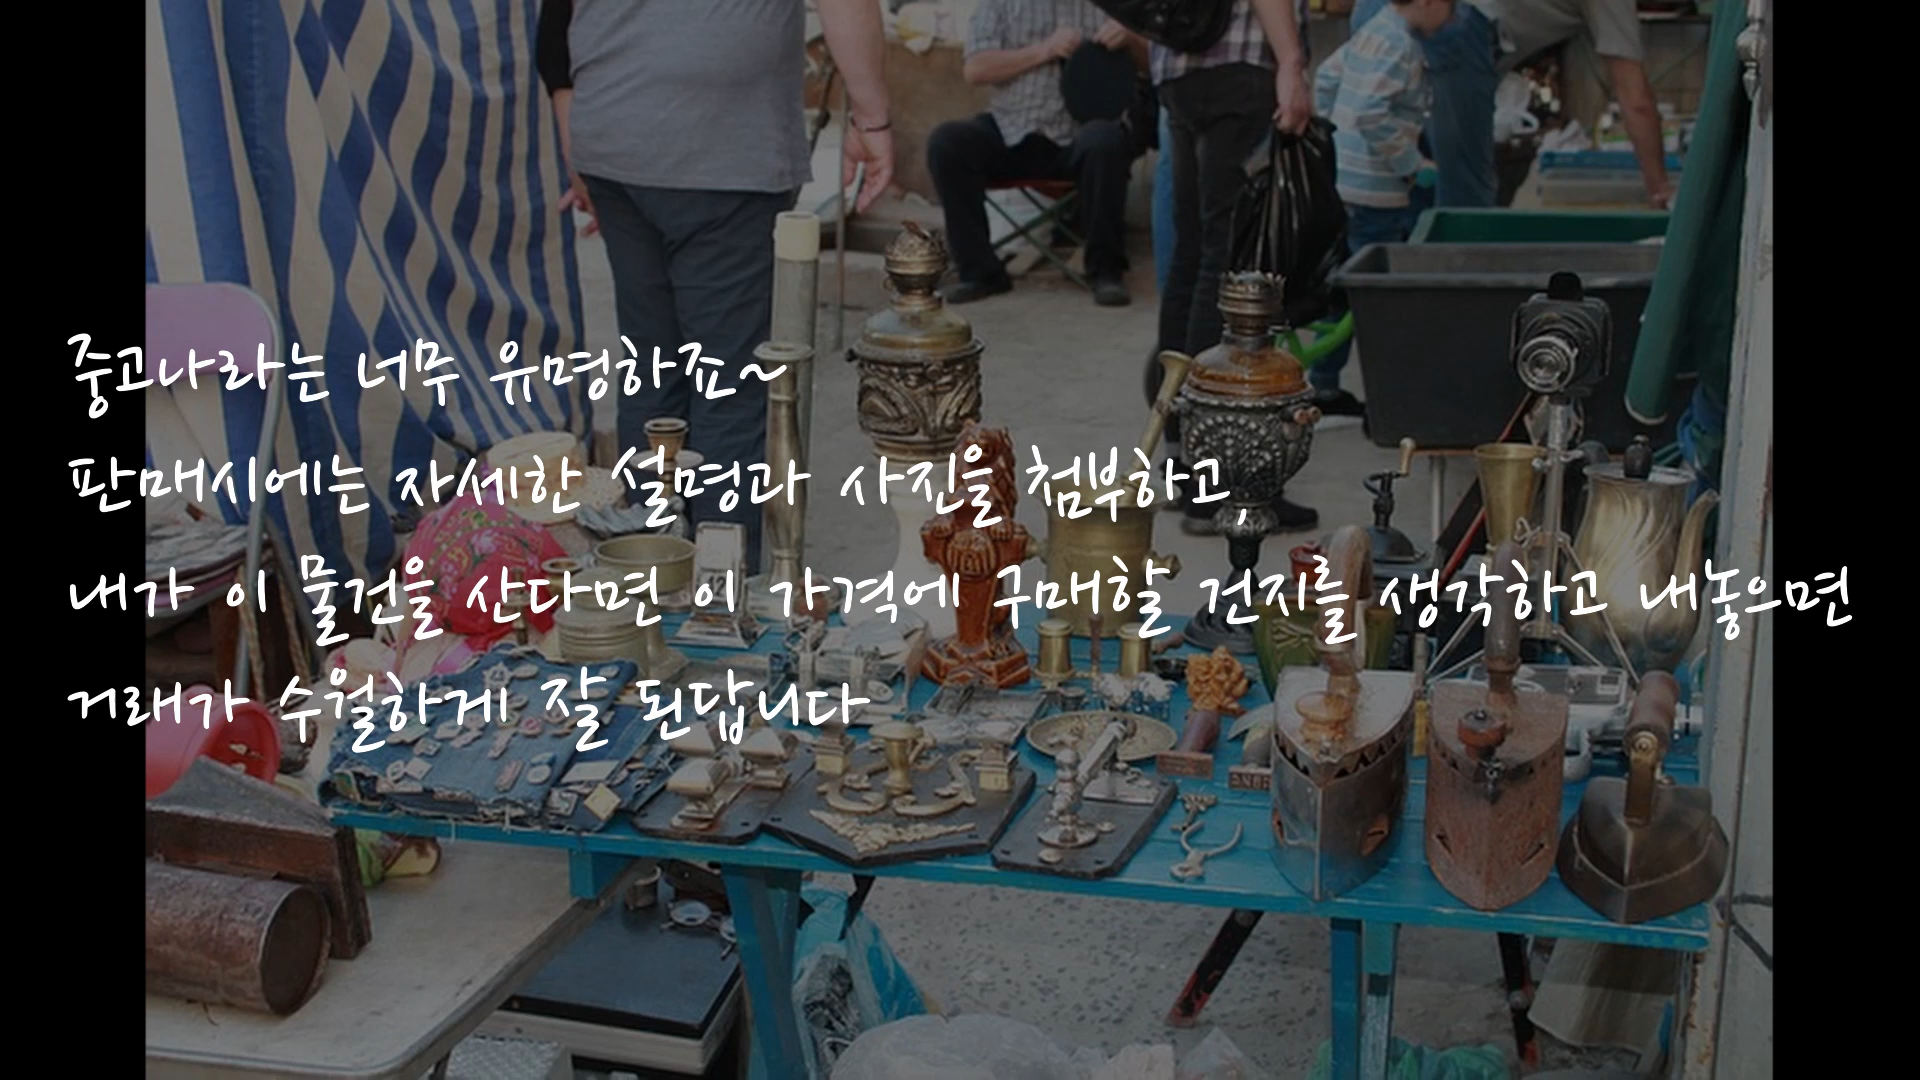 중고나라는 너무 유명하죠~
판매시에는 자세한 설명과 사진을 첨부하고,
내가 이 물건을 산다면 이 가격에 구매할 건지를 생각하고 내놓으면
거래가 수월하게 잘 된답니다